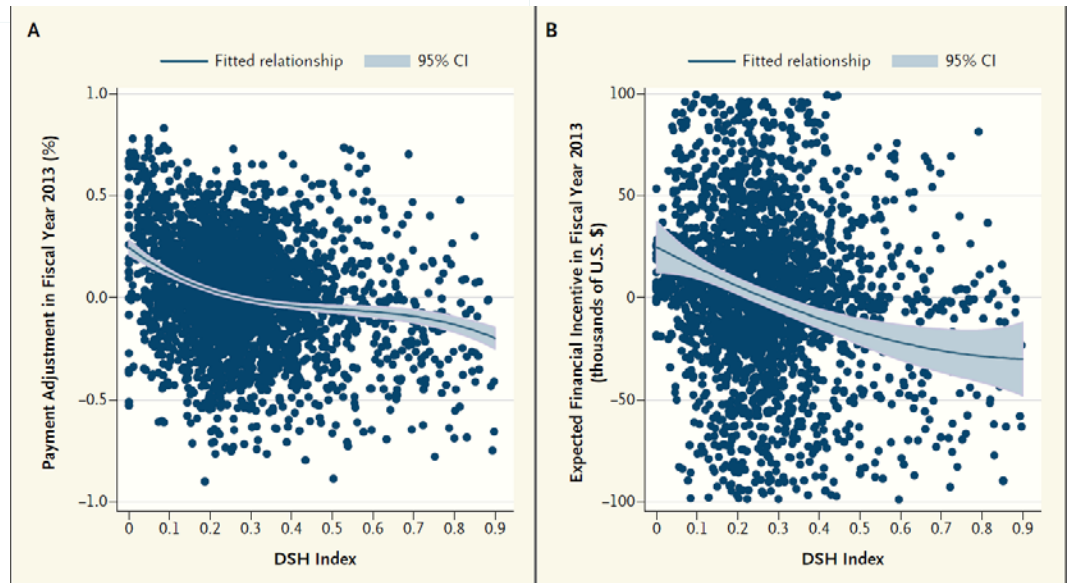 A
Fitted relationship 95% CI
Payment Adjustment in Fiscal Year 2013 (%)
1.0
0.5
0.0
−0.5
−1.0
0 0.1 0.2 0.3 0.4 0.5 0.6 0.7 0.8 0.9
DSH Index
B
Fitted relationship 95% CI
Expected Financial Incentive in Fiscal Year 2013
(thousands of U.S. $)
100
50
0
−50
−100
0 0.1 0.2 0.3 0.4 0.5 0.6 0.7 0.8 0.9
DSH Index